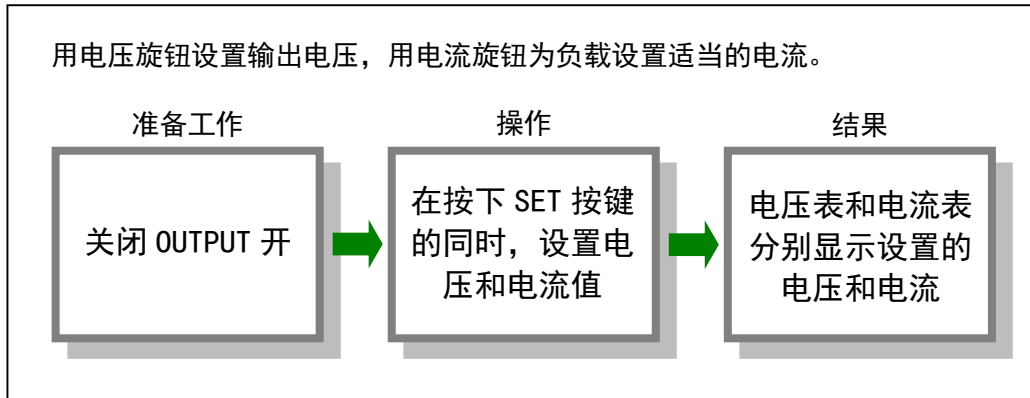 用电压旋钮设置输出电压，用电流旋钮为负载设置适当的电流。
准备工作
关闭 OUTPUT 开
操作
在按下 SET 按键
的同时，设置电
压和电流值
结果
电压表和电流表
分别显示设置的
电压和电流